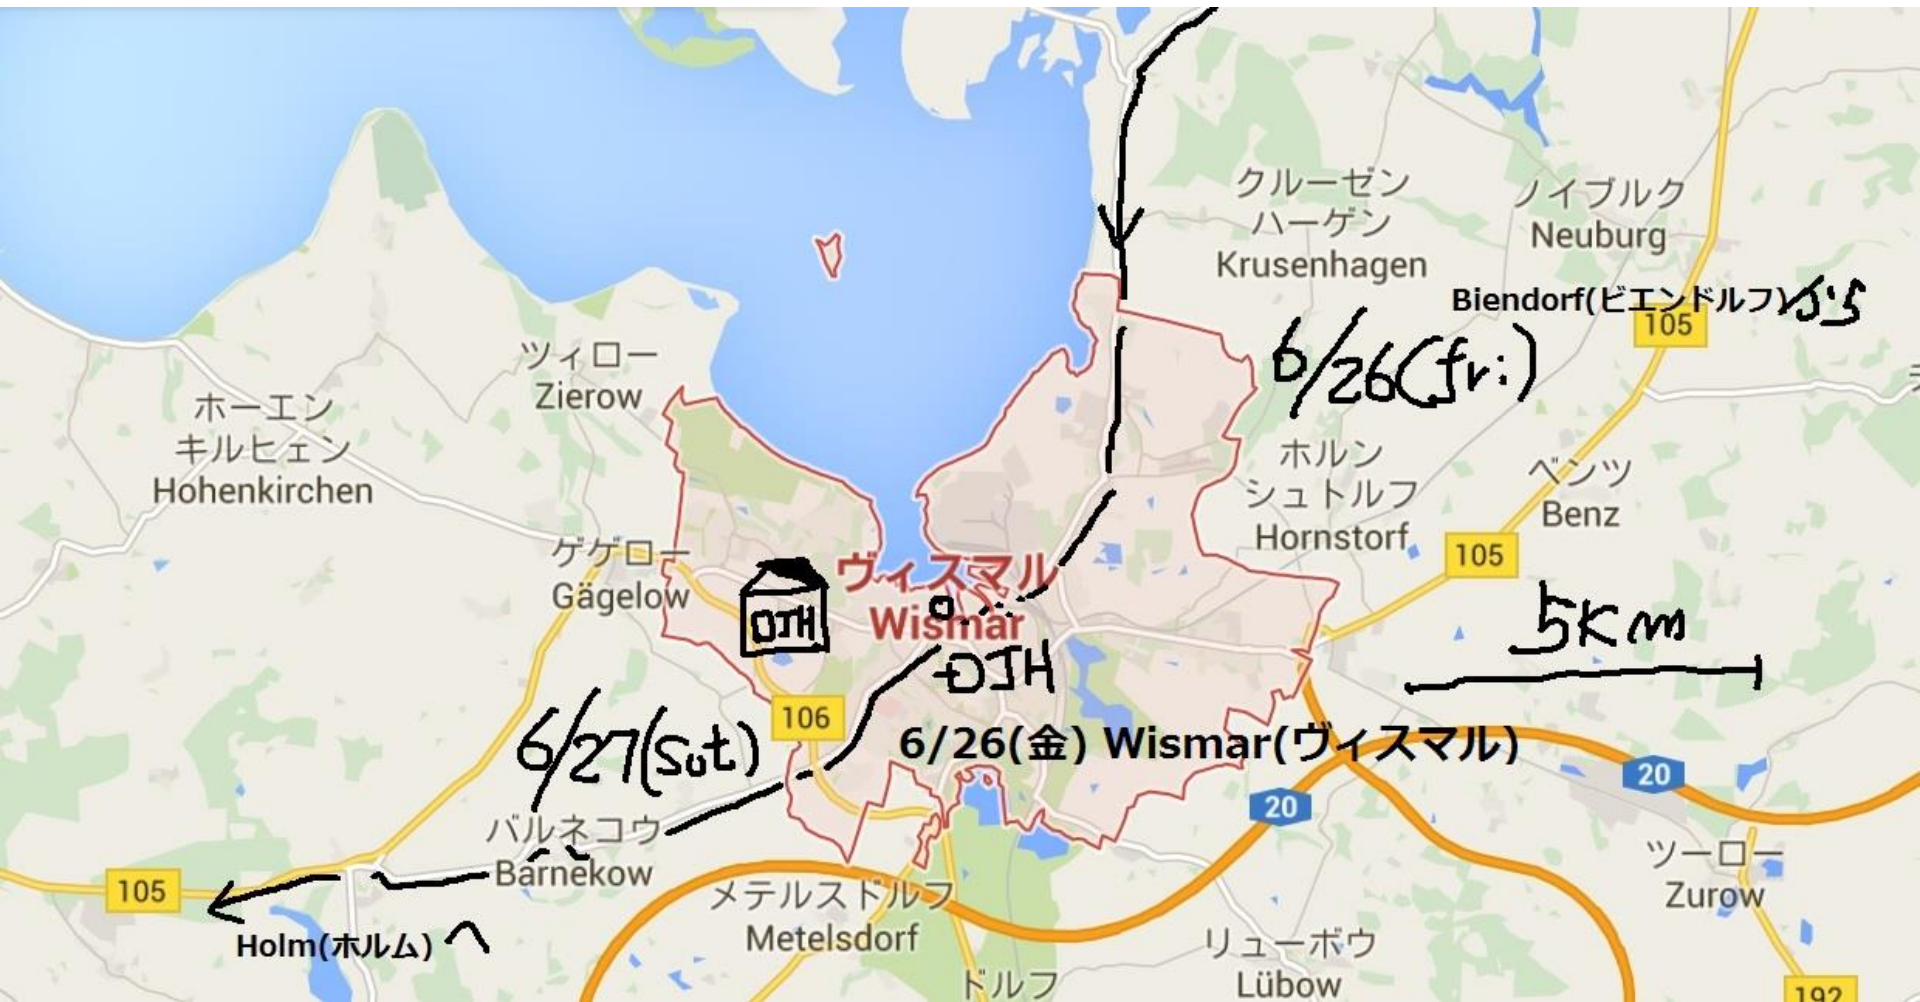 クルーゼン
ハーゲン
Krusenhagen
ノイブルク
Neuburg
Biendorf(ビエンドルフ)から
105
6/26(fri)
ツィロー
Zierow
ホーエン
キルヒェン
Hohenkirchen
ホルン
シュトルフ
Hornstorf
ベンツ
Benz
105
ゲゲロー
Gägelow
DJH
ヴィスマル
Wismar
DJH
5Km
6/27(Sat)
106
6/26(金) Wismar(ヴィスマル)
20
20
バルネコウ
Barnekow
105
Holm(ホルム)へ
メテルスドルフ
Metelsdorf
ツーロー
Zurow
リューボウ
Lübow
ドルフ
192